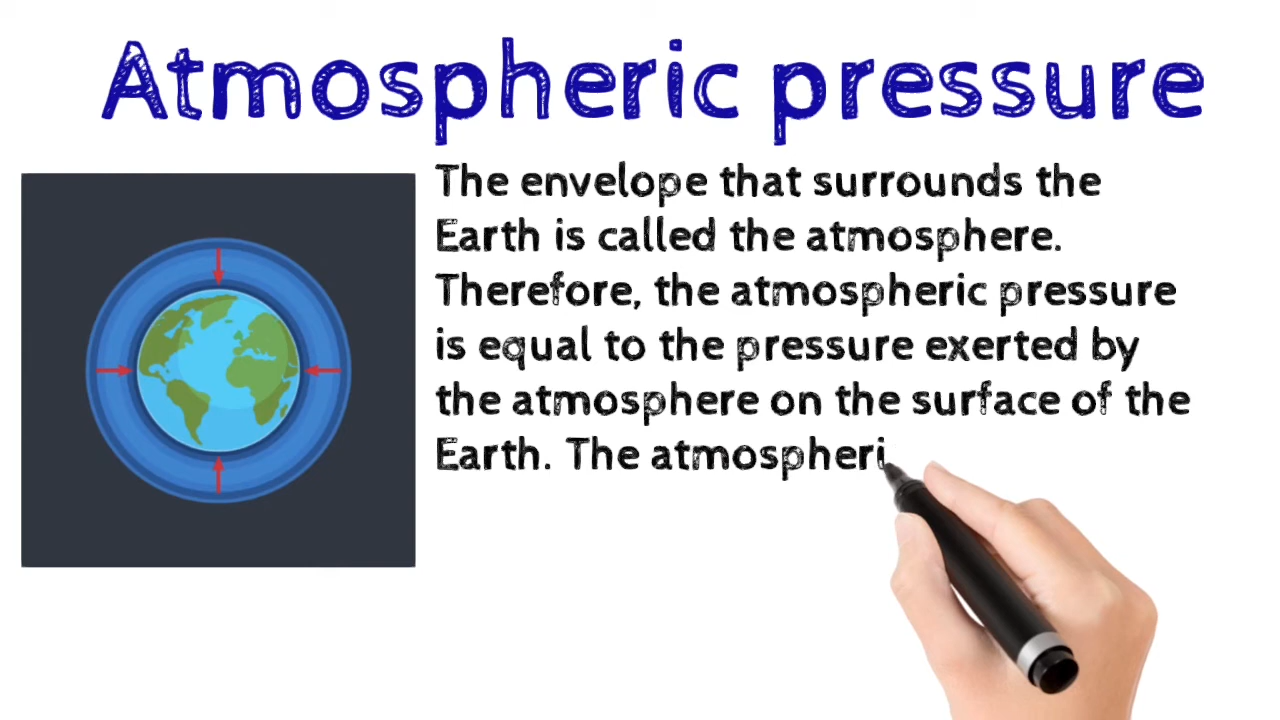 Atmospheric pressure
The envelope that surrounds the
Earth is called the atmosphere.
Therefore, the atmospheric pressure
is equal to the pressure exerted by
the atmosphere on the surface of the
Earth. The atmospheri